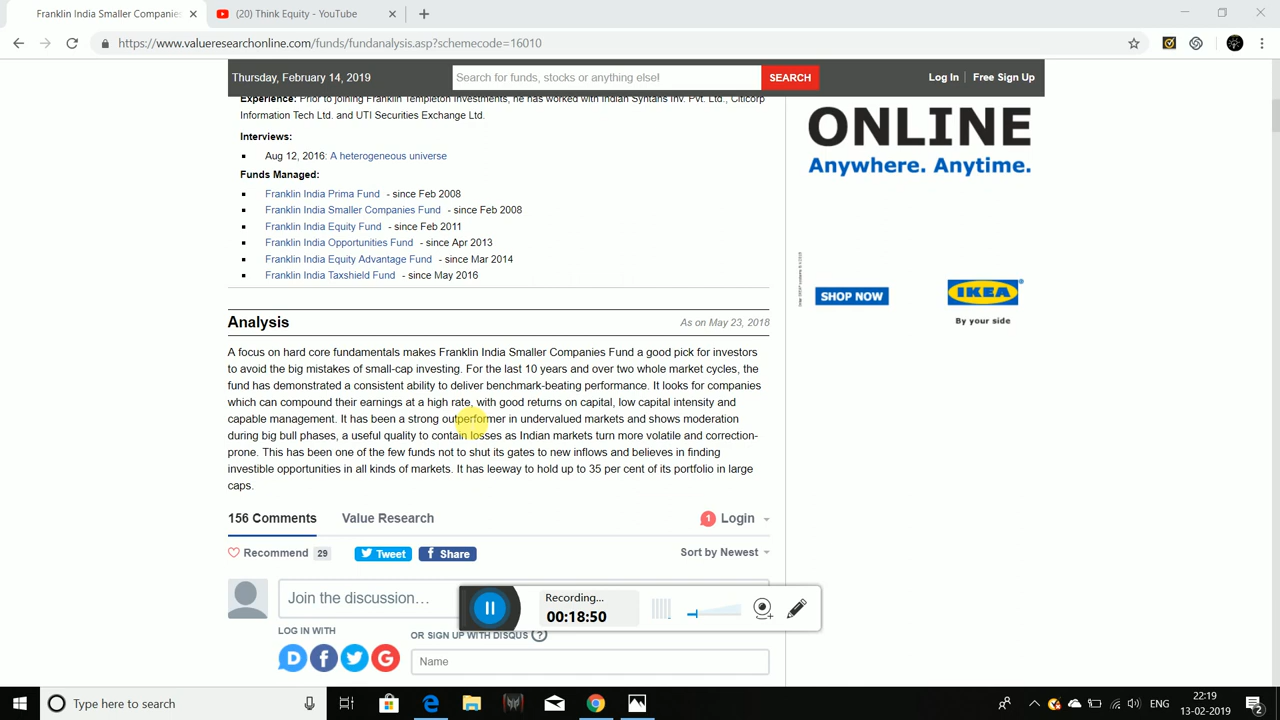 Franklin India Smaller Companies
(20) Think Equity - YouTube
https://www.valueresearchonline.com/funds/fundanalysis.asp?schemecode=16010
Thursday, February 14, 2019
Search for funds, stocks or anything else!
SEARCH
Log In
Free Sign Up
Experience: Prior to joining Franklin Templeton Investments, he has worked with Indian Syntans Inv. Pvt. Ltd., Citicorp
Information Tech Ltd. and UTI Securities Exchange Ltd.
Interviews:
Aug 12, 2016: A heterogeneous universe
Funds Managed:
Franklin India Prima Fund - since Feb 2008
Franklin India Smaller Companies Fund - since Feb 2008
Franklin India Equity Fund - since Feb 2011
Franklin India Opportunities Fund - since Apr 2013
Franklin India Equity Advantage Fund - since Mar 2014
Franklin India Taxshield Fund - since May 2016
ONLINE
Anywhere. Anytime.
SHOP NOW
IKEA
By your side
Analysis
As on May 23, 2018
A focus on hard core fundamentals makes Franklin India Smaller Companies Fund a good pick for investors
to avoid the big mistakes of small-cap investing. For the last 10 years and over two whole market cycles, the
fund has demonstrated a consistent ability to deliver benchmark-beating performance. It looks for companies
which can compound their earnings at a high rate, with good returns on capital, low capital intensity and
capable management. It has been a strong outperformer in undervalued markets and shows moderation
during big bull phases, a useful quality to contain losses as Indian markets turn more volatile and correction-
prone. This has been one of the few funds not to shut its gates to new inflows and believes in finding
investible opportunities in all kinds of markets. It has leeway to hold up to 35 per cent of its portfolio in large
caps.
156 Comments
Value Research
1
Login
Recommend
29
Tweet
Share
Sort by Newest
Join the discussion…
Recording...
00:18:50
LOG IN WITH
OR SIGN UP WITH DISQUS ?
Name
Type here to search
ENG
22:19
13-02-2019
2